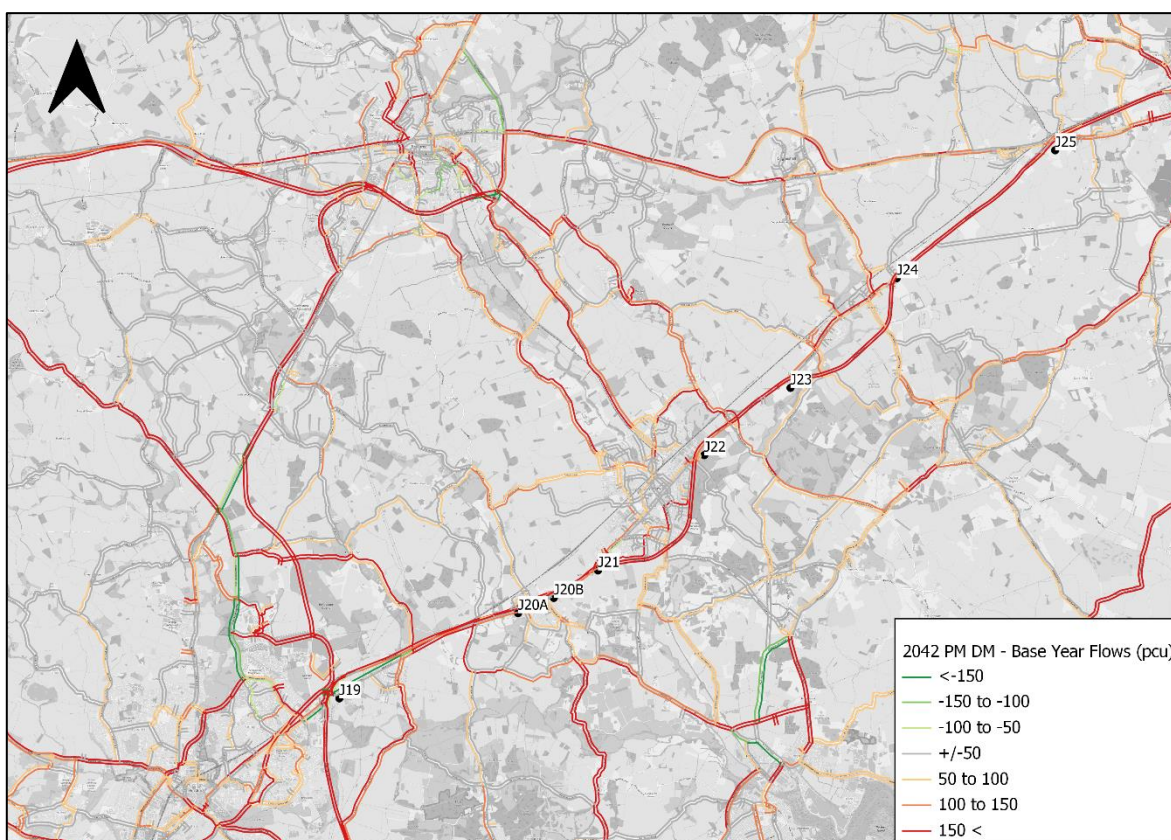 J25
J24
J23
J22
J21
J20B
J20A
J19
2042 PM DM - Base Year Flows (pcu)
<-150
-150 to -100
-100 to -50
+/-50
50 to 100
100 to 150
150 <